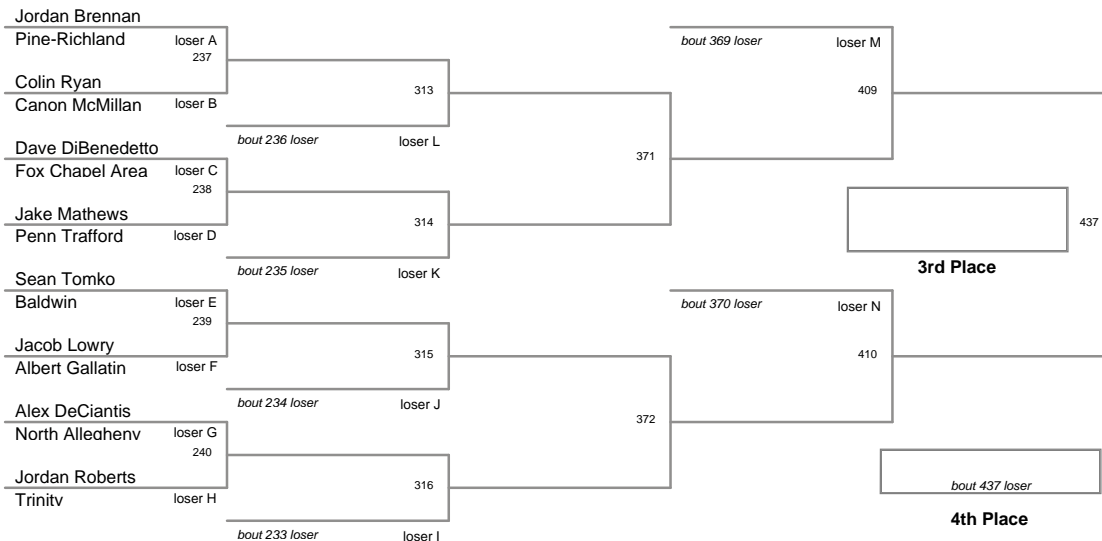 Jordan Brennan
bout 369 loser loser M
Pine-Richland loser A
237
Colin Ryan
313 409
Canon McMillan loser B
bout 236 loser loser L
Dave DiBenedetto
371
Fox Chapel Area loser C
238
Jake Mathews
314 437
Penn Trafford loser D
3rd Place
bout 235 loser loser K
Sean Tomko
Baldwin loser E
bout 370 loser loser N
239
Jacob Lowry
315 410
Albert Gallatin loser F
bout 234 loser loser J
Alex DeCiantis
372
North Allegheny loser G
240
Jordan Roberts
316 bout 437 loser
Trinity loser H
4th Place
bout 233 loser loser I